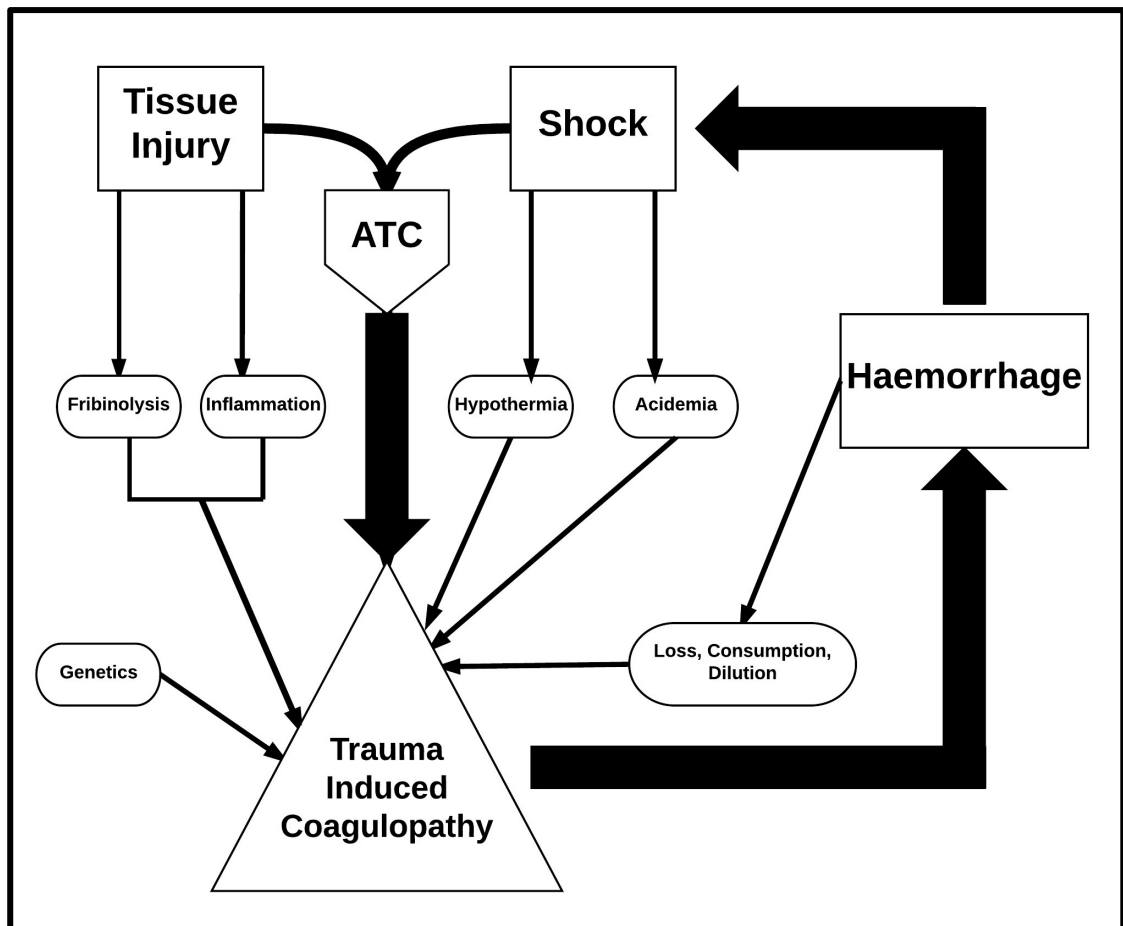 Tissue
Injury
Shock
ATC
Haemorrhage
Fribinolysis
Inflammation
Hypothermia
Acidemia
Loss, Consumption,
Dilution
Genetics
Trauma
Induced
Coagulopathy